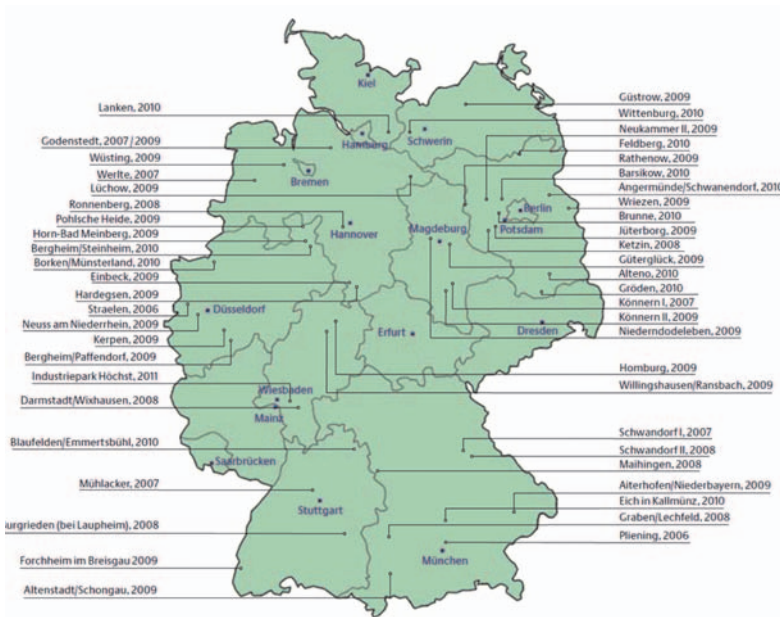 Lanken, 2010
Godenstedt, 2007/2009
Wüsting, 2009
Werlte, 2007
Lüchow, 2009
Ronnenberg, 2008
Pohlsche Heide, 2009
Horn-Bad Meinberg, 2009
Bergheim/Steinheim, 2010
Borken/Münsterland, 2010
Einbeck, 2009
Hardegsen, 2009
Straelen, 2006
Neuss am Niederrhein, 2009
Kerpen, 2009
Bergheim/Paffendorf, 2009
Industriepark Höchst, 2011
Darmstadt/Wixhausen, 2008
Blaufelden/Emmertsbühl, 2010
Mühlacker, 2007
urgrieden (bei Laupheim), 2008
Forchheim im Breisgau 2009
Altenstadt/Schongau, 2009
Kiel
Hamburg
Schwerin
Bremen
Berlin
Potsdam
Hannover
Magdeburg
Düsseldorf
Erfurt
Dresden
Wiesbaden
Mainz
Saarbrücken
Stuttgart
München
Güstrow, 2009
Wittenburg, 2010
Neukammer II, 2009
Feldberg, 2010
Rathenow, 2009
Barsikow, 2010
Angermünde/Schwanendorf, 2010
Wriezen, 2009
Brunne, 2010
Jüterborg, 2009
Ketzin, 2008
Güterglück, 2009
Alteno, 2010
Gröden, 2010
Könnern I, 2007
Könnern II, 2009
Niederndodeleben, 2009
Homburg, 2009
Willingshausen/Ransbach, 2009
Schwandorf I, 2007
Schwandorf II, 2008
Maihingen, 2008
Aiterhofen/Niederbayern, 2009
Eich in Kallmünz, 2010
Graben/Lechfeld, 2008
Pliening, 2006